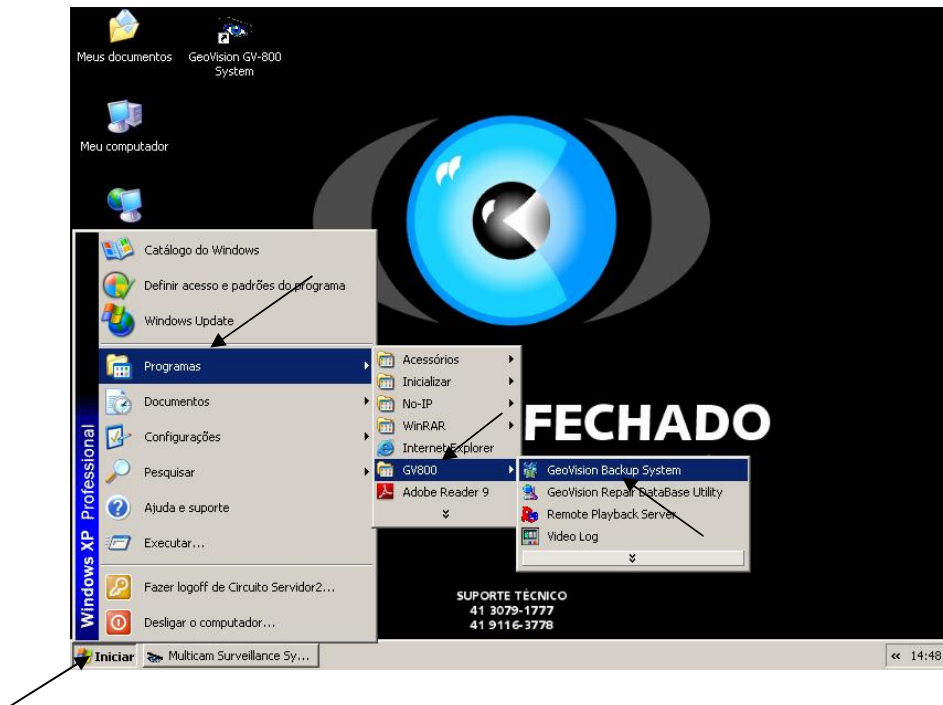 Meus documentos
GeoVision GV-800
System
Meu computador
Catálogo do Windows
Definir acesso e padrões do programa
Windows Update
Programas
Documentos
Configurações
Pesquisar
Ajuda e suporte
Executar...
Fazer logoff de Circuito Servidor2...
Desligar o computador...
Windows XP Professional
Acessórios
Inicializar
No-IP
WinRAR
Internet Explorer
GV800
Adobe Reader 9
GeoVision Backup System
GeoVision Repair DataBase Utility
Remote Playback Server
Video Log
FECHADO
SUPORTE TÉCNICO
41 3079-1777
41 9116-3778
Iniciar
Multicam Surveillance Sy...
14:48